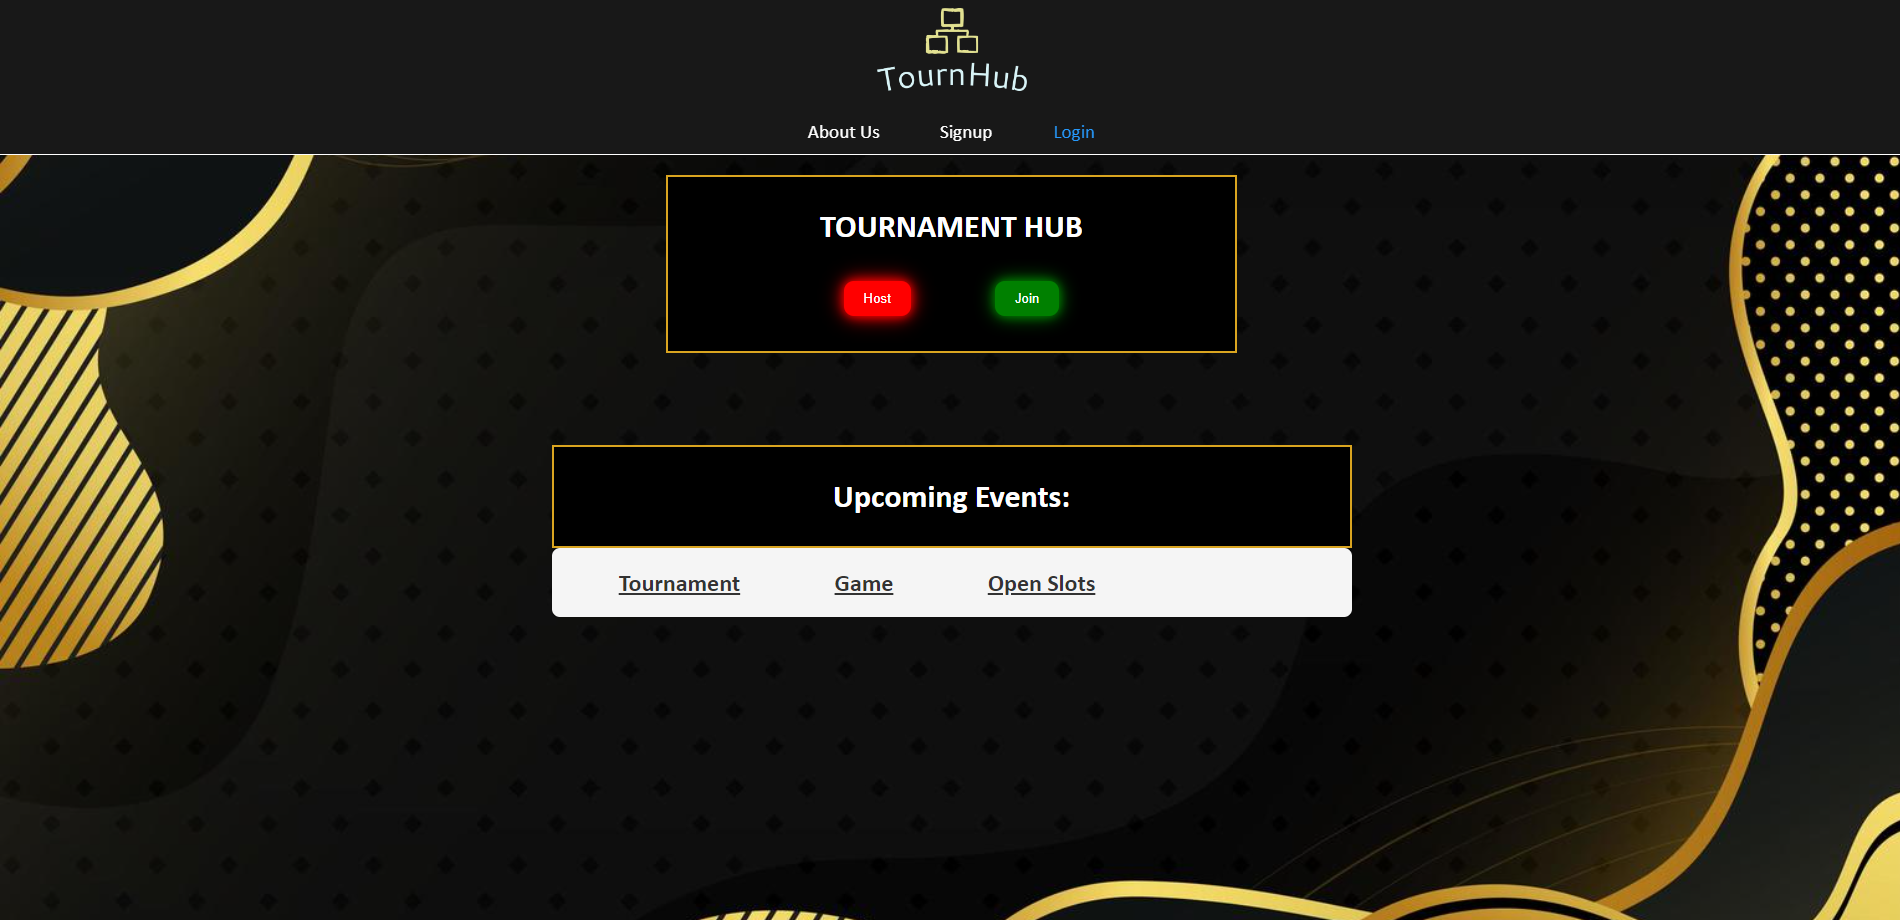 TournHub
About Us Signup Login
TOURNAMENT HUB
Host Join
Upcoming Events:
Tournament Game Open Slots